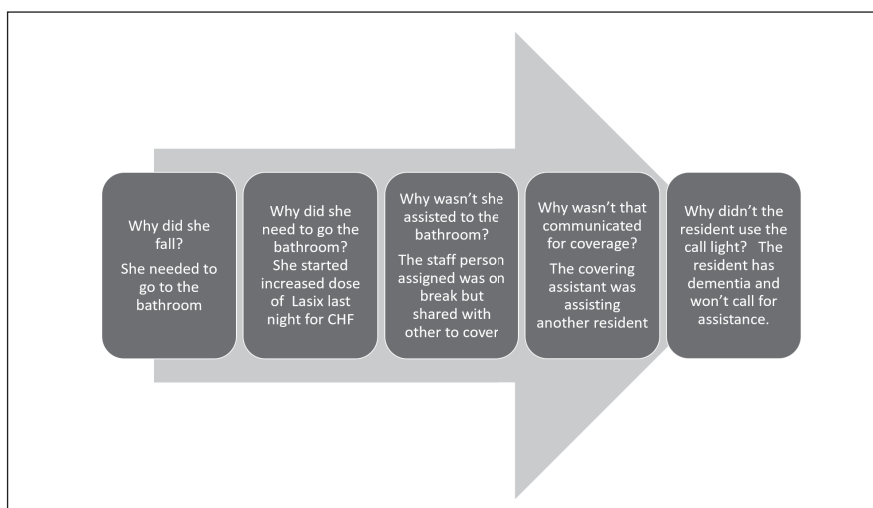 Why did she
fall?
She needed to
go to the
bathroom
Why did she
need to go the
bathroom?
She started
increased dose
of Lasix last
night for CHF
Why wasn't she
assisted to the
bathroom?
The staff person
assigned was on
break but
shared with
other to cover
Why wasn't that
communicated
for coverage?
The covering
assistant was
assisting
another resident
Why didn't the
resident use the
call light? The
resident has
dementia and
won't call for
assistance.